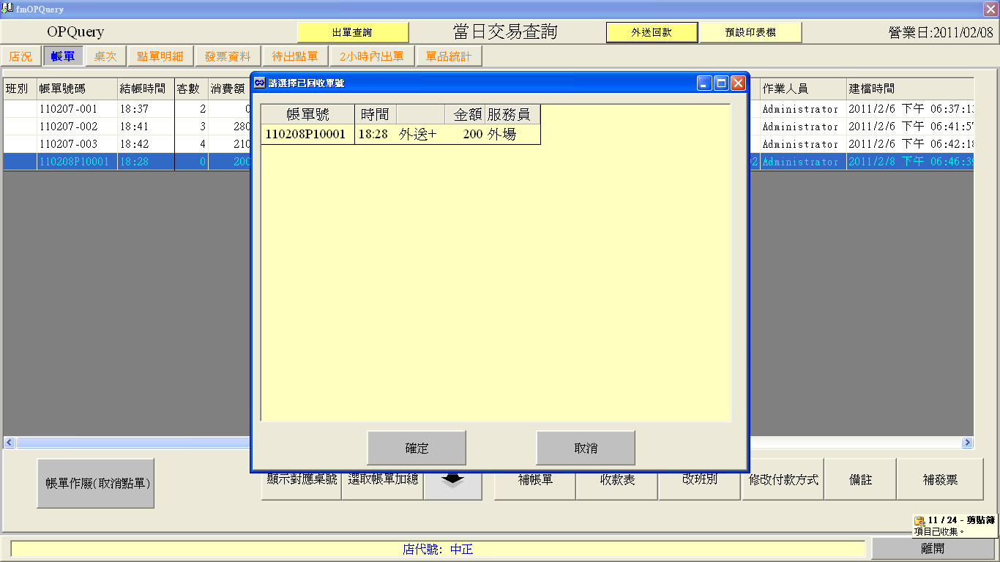 fmOPQuery
OPQuery 出單查詢 當日交易查詢 外送回款 預設印表機 營業日:2011/02/08
店況 帳單 桌次 點單明細 發票資料 待出點單 2小時內出單 單品統計
請選擇已回收單號
班別 帳單號碼 結帳時間 客數 消費額 作業人員 建檔時間
110207-001 18:37 2 0 Administrator 2011/2/6 下午 06:37:1
110207-002 18:41 3 280 Administrator 2011/2/6 下午 06:41:5
110207-003 18:42 4 210 Administrator 2011/2/6 下午 06:42:18
110208P10001 18:28 0 200 Administrator 2011/2/8 下午 06:46:39
帳單號 時間 金額 服務員
110208P10001 18:28 外送+ 200 外場
確定 取消
帳單作廢(取消點單) 顯示對應桌號 選取帳單加總 補帳單 收款表 改班別 修改付款方式 備註 補發票
11 / 24 - 剪貼簿
項目已收集。
店代號: 中正 離開